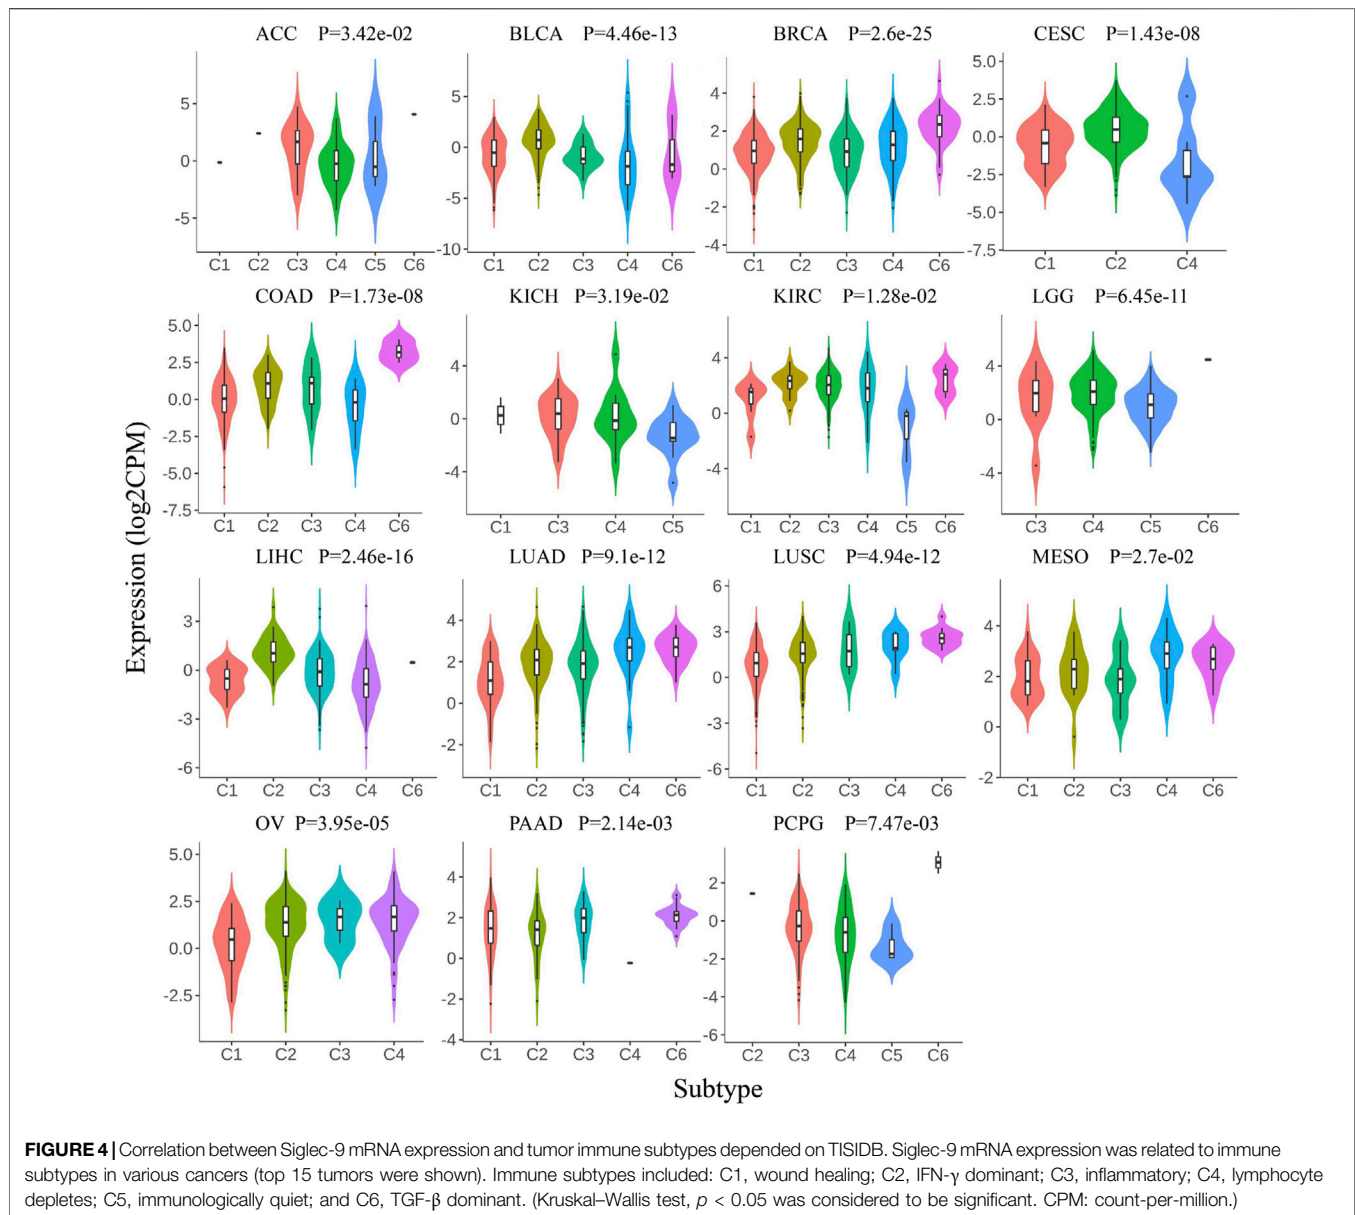 ACC P=3.42e-02
BLCA P=4.46e-13
BRCA P=2.6e-25
CESC P=1.43e-08
5
0
-5
C1 C2 C3 C4 C5 C6
5
0
-5
-10
C1 C2 C3 C4 C6
4
2
0
-2
-4
C1 C2 C3 C4 C6
5.0
2.5
0.0
-2.5
-5.0
-7.5
C1 C2 C4
COAD P=1.73e-08
KICH P=3.19e-02
KIRC P=1.28e-02
LGG P=6.45e-11
5.0
2.5
0.0
-2.5
-5.0
-7.5
C1 C2 C3 C4 C6
4
0
-4
C1 C3 C4 C5
4
0
-4
C1 C2 C3 C4 C5 C6
4
0
-4
C3 C4 C5 C6
Expression (log2CPM)
LIHC P=2.46e-16
LUAD P=9.1e-12
LUSC P=4.94e-12
MESO P=2.7e-02
3
0
-3
-6
C1 C2 C3 C4 C6
4
2
0
-2
C1 C2 C3 C4 C6
6
3
0
-3
-6
C1 C2 C3 C4 C6
4
2
0
-2
C1 C2 C3 C4 C6
OV P=3.95e-05
PAAD P=2.14e-03
PCPG P=7.47e-03
5.0
2.5
0.0
-2.5
C1 C2 C3 C4
4
2
0
-2
-4
C1 C2 C3 C4 C6
2
0
-2
-4
-6
C2 C3 C4 C5 C6
Subtype
FIGURE 4 | Correlation between Siglec-9 mRNA expression and tumor immune subtypes depended on TISIDB. Siglec-9 mRNA expression was related to immune
subtypes in various cancers (top 15 tumors were shown). Immune subtypes included: C1, wound healing; C2, IFN-γ dominant; C3, inflammatory; C4, lymphocyte
depletes; C5, immunologically quiet; and C6, TGF-β dominant. (Kruskal–Wallis test, p < 0.05 was considered to be significant. CPM: count-per-million.)